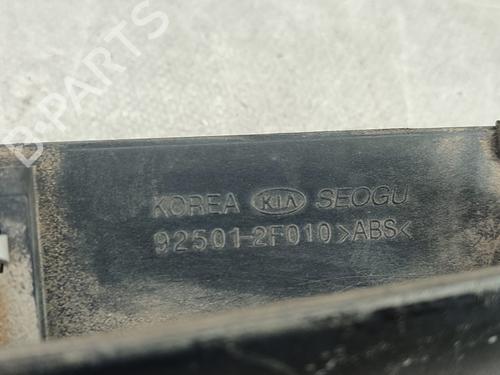 B-PARTS
KOREA KIA SEOGU
92501-2F010 >ABS<